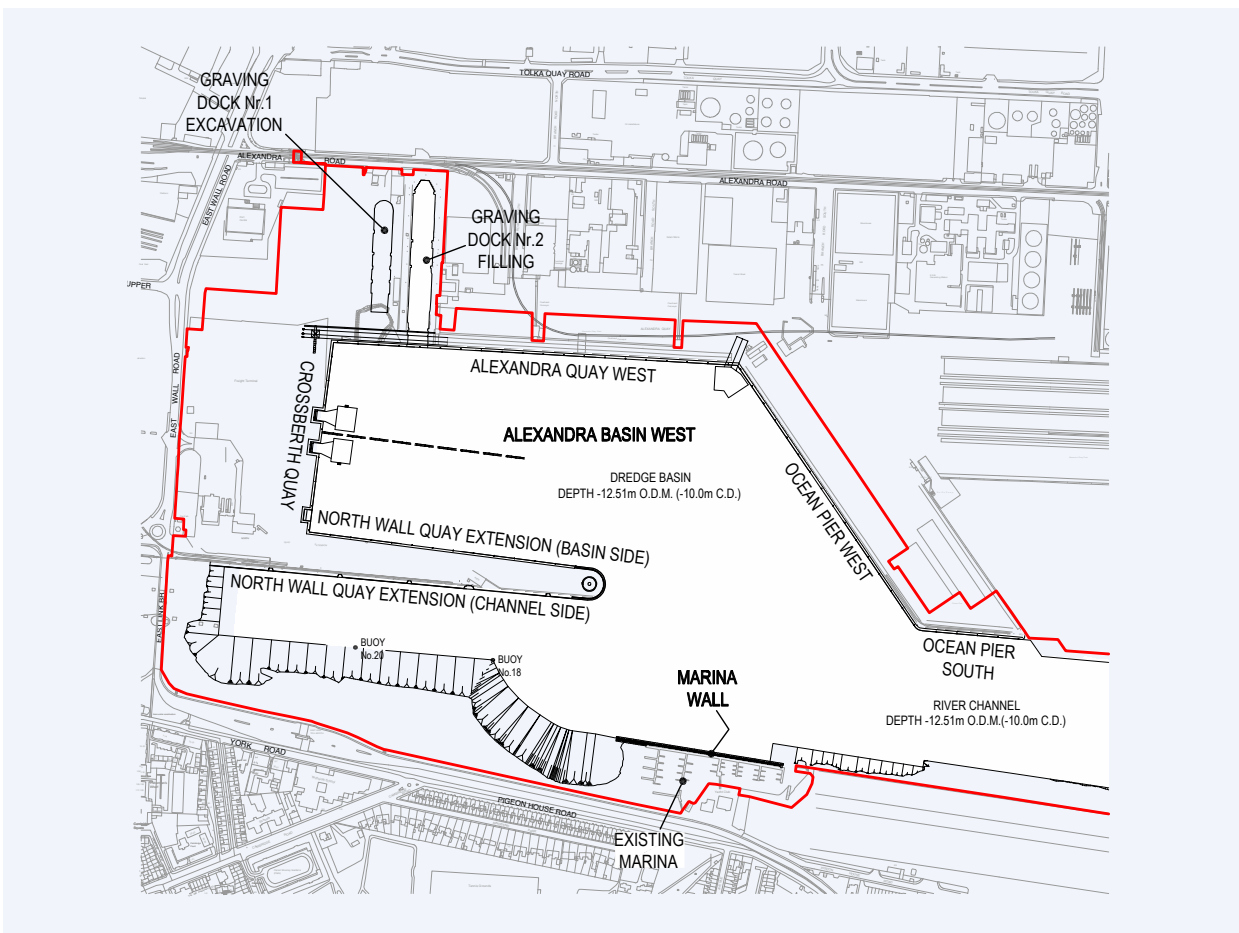 TOLKA QUAY ROAD
GRAVING
DOCK Nr.1
EXCAVATION
ALEXANDRA ROAD
ALEXANDRA ROAD
EAST WALL ROAD
GRAVING
DOCK Nr.2
FILLING
UPPER
ALEXANDRA QUAY WEST
CROSSBERTH QUAY
EAST WALL ROAD
ALEXANDRA BASIN WEST
DREDGE BASIN
DEPTH -12.51m O.D.M. (-10.0m C.D.)
OCEAN PIER WEST
NORTH WALL QUAY EXTENSION (BASIN SIDE)
NORTH WALL QUAY EXTENSION (CHANNEL SIDE)
EAST LINK BRI
BUOY
No.20
BUOY
No.18
OCEAN PIER
SOUTH
MARINA
WALL
RIVER CHANNEL
DEPTH -12.51m O.D.M.(-10.0m C.D.)
YORK ROAD
PIGEON HOUSE ROAD
EXISTING
MARINA